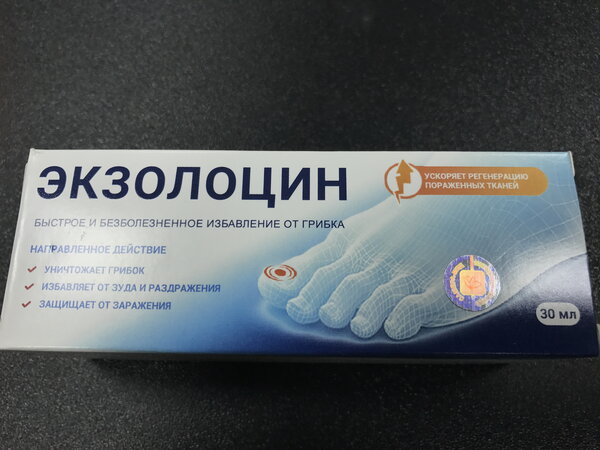 ЭКЗОЛОЦИН
УСКОРЯЕТ РЕГЕНЕРАЦИЮ
ПОРАЖЕННЫХ ТКАНЕЙ
БЫСТРОЕ И БЕЗБОЛЕЗНЕННОЕ ИЗБАВЛЕНИЕ ОТ ГРИБКА
НАПРАВЛЕННОЕ ДЕЙСТВИЕ
УНИЧТОЖАЕТ ГРИБОК
ИЗБАВЛЯЕТ ОТ ЗУДА И РАЗДРАЖЕНИЯ
ЗАЩИЩАЕТ ОТ ЗАРАЖЕНИЯ
30 мл